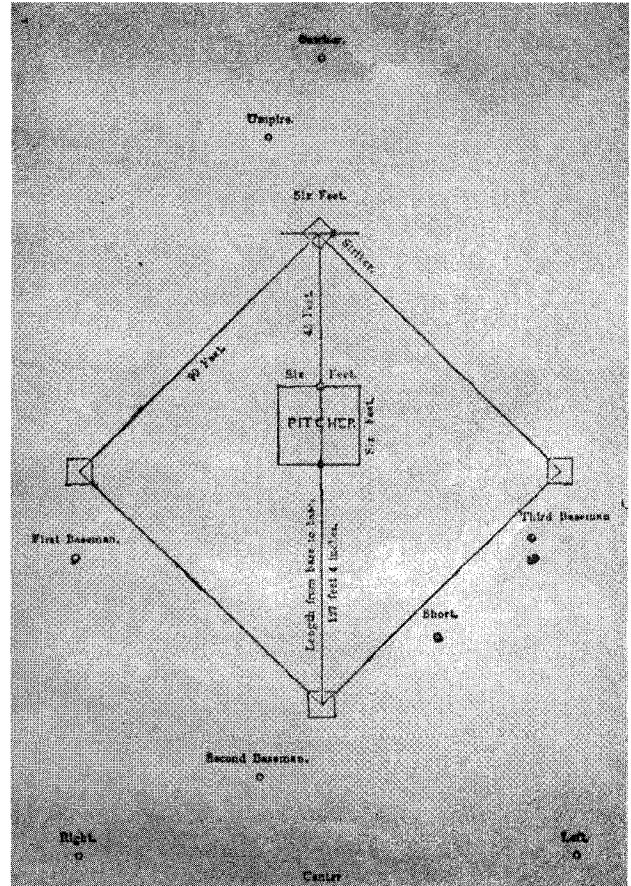 Catcher.
Umpire.
Six Feet.
Striker.
45 Feet.
90 Feet.
Six Feet.
PITCHER.
Six Feet.
Length from base to base,
127 feet 4 inches.
First Baseman.
Third Baseman
Short.
Second Baseman.
Right.
Left.
Center